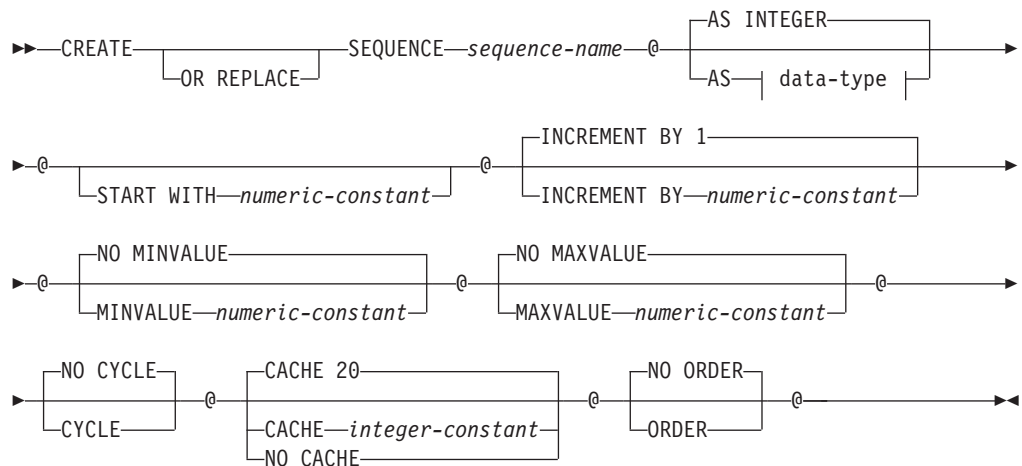 AS INTEGER
CREATE SEQUENCE sequence-name @
OR REPLACE AS data-type
INCREMENT BY 1
@ @
START WITH numeric-constant INCREMENT BY numeric-constant
NO MINVALUE NO MAXVALUE
@ @ @
MINVALUE numeric-constant MAXVALUE numeric-constant
NO CYCLE CACHE 20 NO ORDER
@ @ @
CYCLE CACHE integer-constant ORDER
NO CACHE